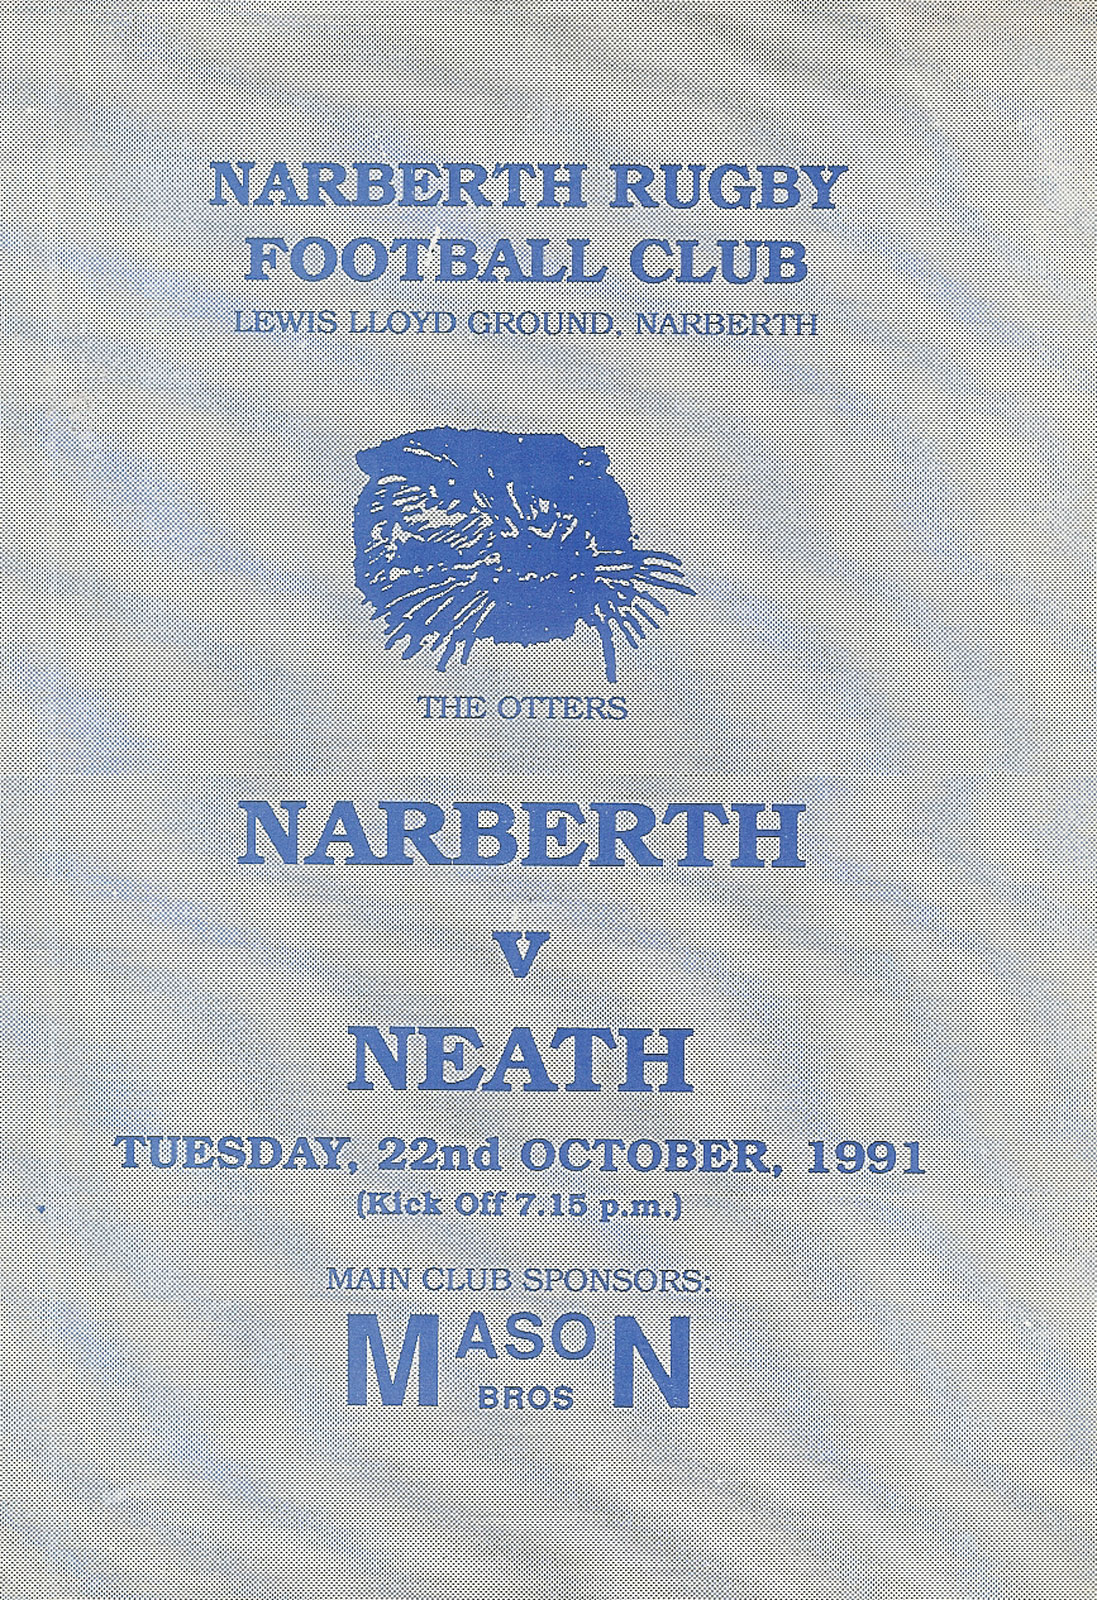 NARBERTH RUGBY
FOOTBALL CLUB
LEWIS LLOYD GROUND, NARBERTH
THE OTTERS
NARBERTH
v
NEATH
TUESDAY, 22nd OCTOBER, 1991
(Kick Off 7.15 p.m.)
MAIN CLUB SPONSORS:
MASON
BROS